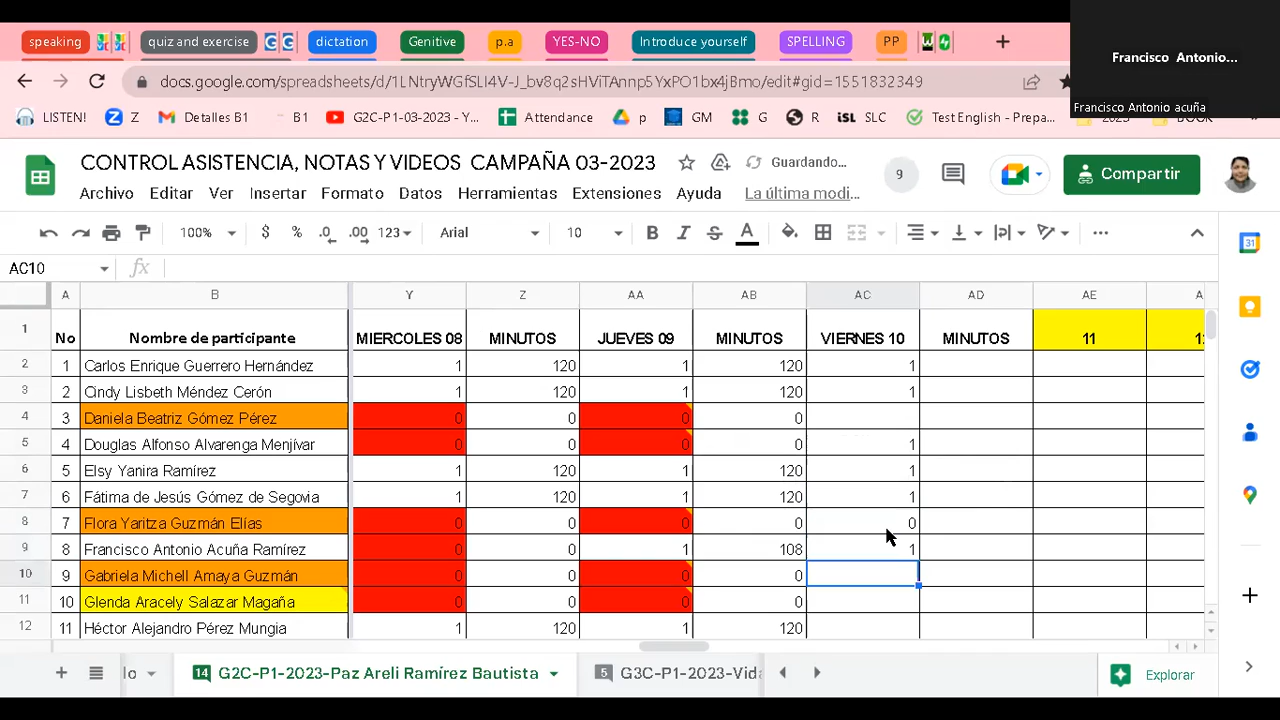 speaking quiz and exercise dictation Genitive p.a YES-NO Introduce yourself SPELLING PP
Francisco Antonio...
docs.google.com/spreadsheets/d/1LNtryWGfSLI4V-J_bv8q2sHViTAnnp5YxPO1bx4jBmo/edit#gid=1551832349
Francisco Antonio acuña
LISTEN! Z Detalles B1 B1 G2C-P1-03-2023 - Y... Attendance p GM G R SLC Test English - Prepa...
CONTROL ASISTENCIA, NOTAS Y VIDEOS CAMPAÑA 03-2023 Guardando... 9 Compartir
Archivo Editar Ver Insertar Formato Datos Herramientas Extensiones Ayuda La última modi...
100% $ % .0 .00 123 Arial 10 B I S A
AC10 fx
A B Y Z AA AB AC AD AE A
1 No Nombre de participante MIERCOLES 08 MINUTOS JUEVES 09 MINUTOS VIERNES 10 MINUTOS 11
2 1 Carlos Enrique Guerrero Hernández 1 120 1 120 1
3 2 Cindy Lisbeth Méndez Cerón 1 120 1 120 1
4 3 Daniela Beatriz Gómez Pérez 0 0 0 0
5 4 Douglas Alfonso Alvarenga Menjívar 0 0 0 0 1
6 5 Elsy Yanira Ramírez 1 120 1 120 1
7 6 Fátima de Jesús Gómez de Segovia 1 120 1 120 1
8 7 Flora Yaritza Guzmán Elías 0 0 0 0 0
9 8 Francisco Antonio Acuña Ramírez 0 0 1 108 1
10 9 Gabriela Michell Amaya Guzmán 0 0 0 0
11 10 Glenda Aracely Salazar Magaña 0 0 0 0
12 11 Héctor Alejandro Pérez Mungia 1 120 1 120
lo 14 G2C-P1-2023-Paz Areli Ramírez Bautista 5 G3C-P1-2023-Vida Explorar